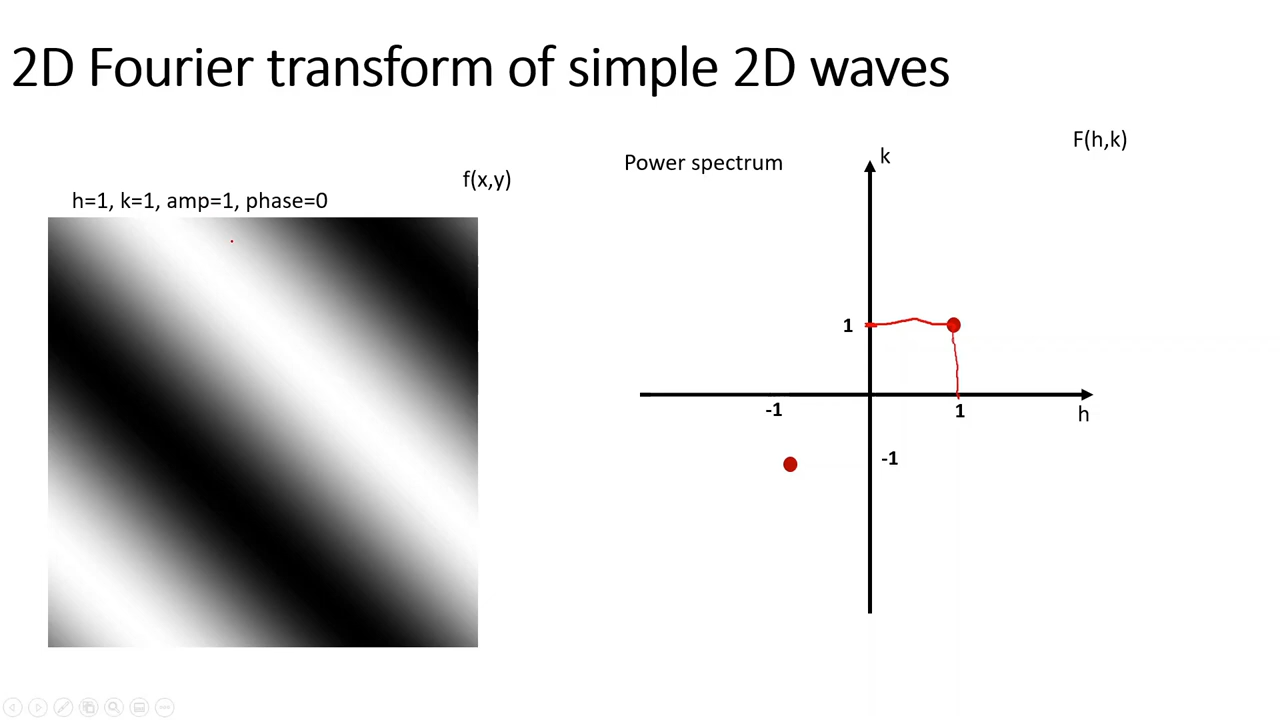 2D Fourier transform of simple 2D waves
F(h,k)
k
Power spectrum
f(x,y)
h=1, k=1, amp=1, phase=0
1
-1
1
h
-1